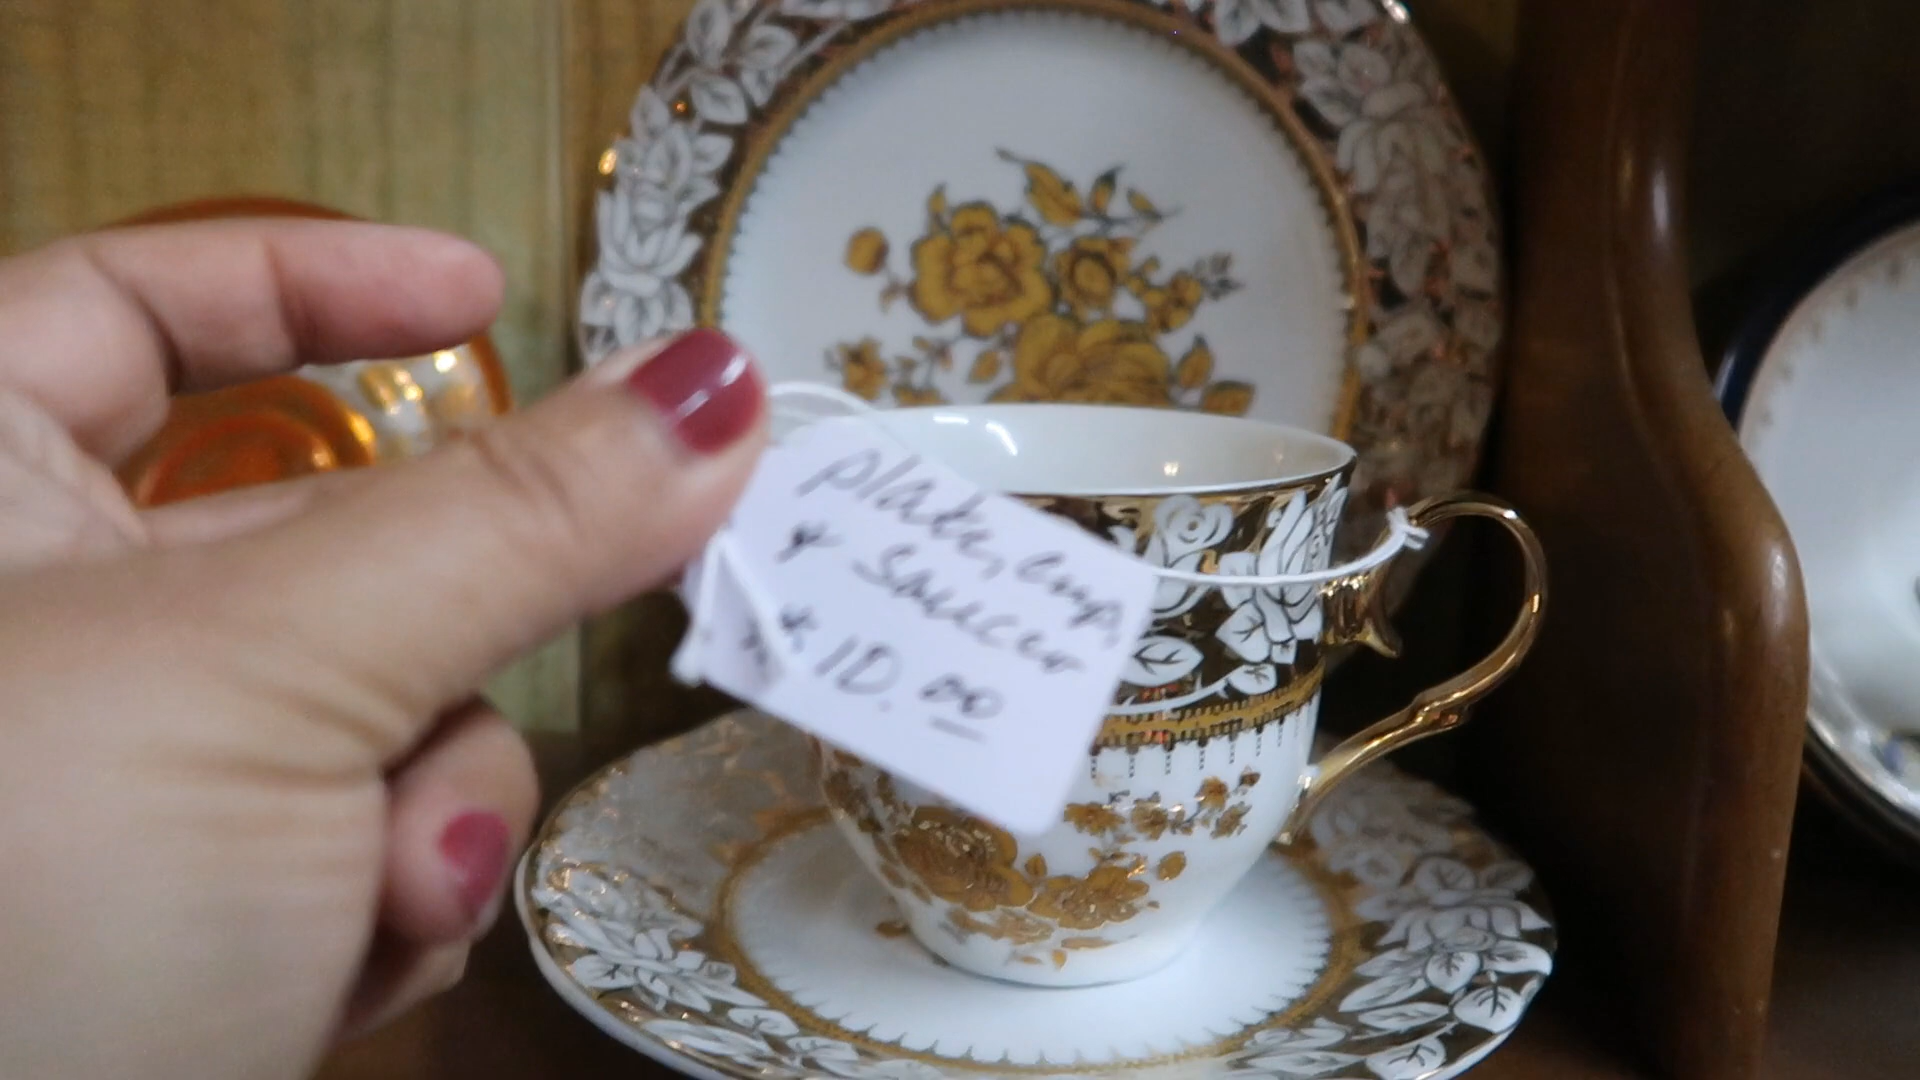 plate, cup,
& saucer
$10.00